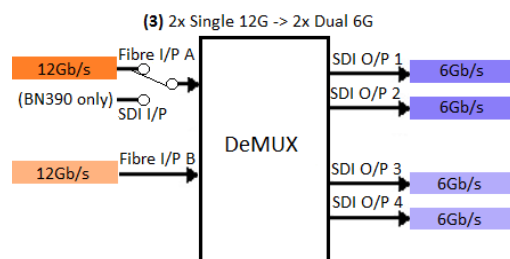 (3) 2x Single 12G -> 2x Dual 6G
Fibre I/P A
12Gb/s
(BN390 only)
SDI I/P
Fibre I/P B
12Gb/s
DeMUX
SDI O/P 1
6Gb/s
SDI O/P 2
6Gb/s
SDI O/P 3
6Gb/s
SDI O/P 4
6Gb/s